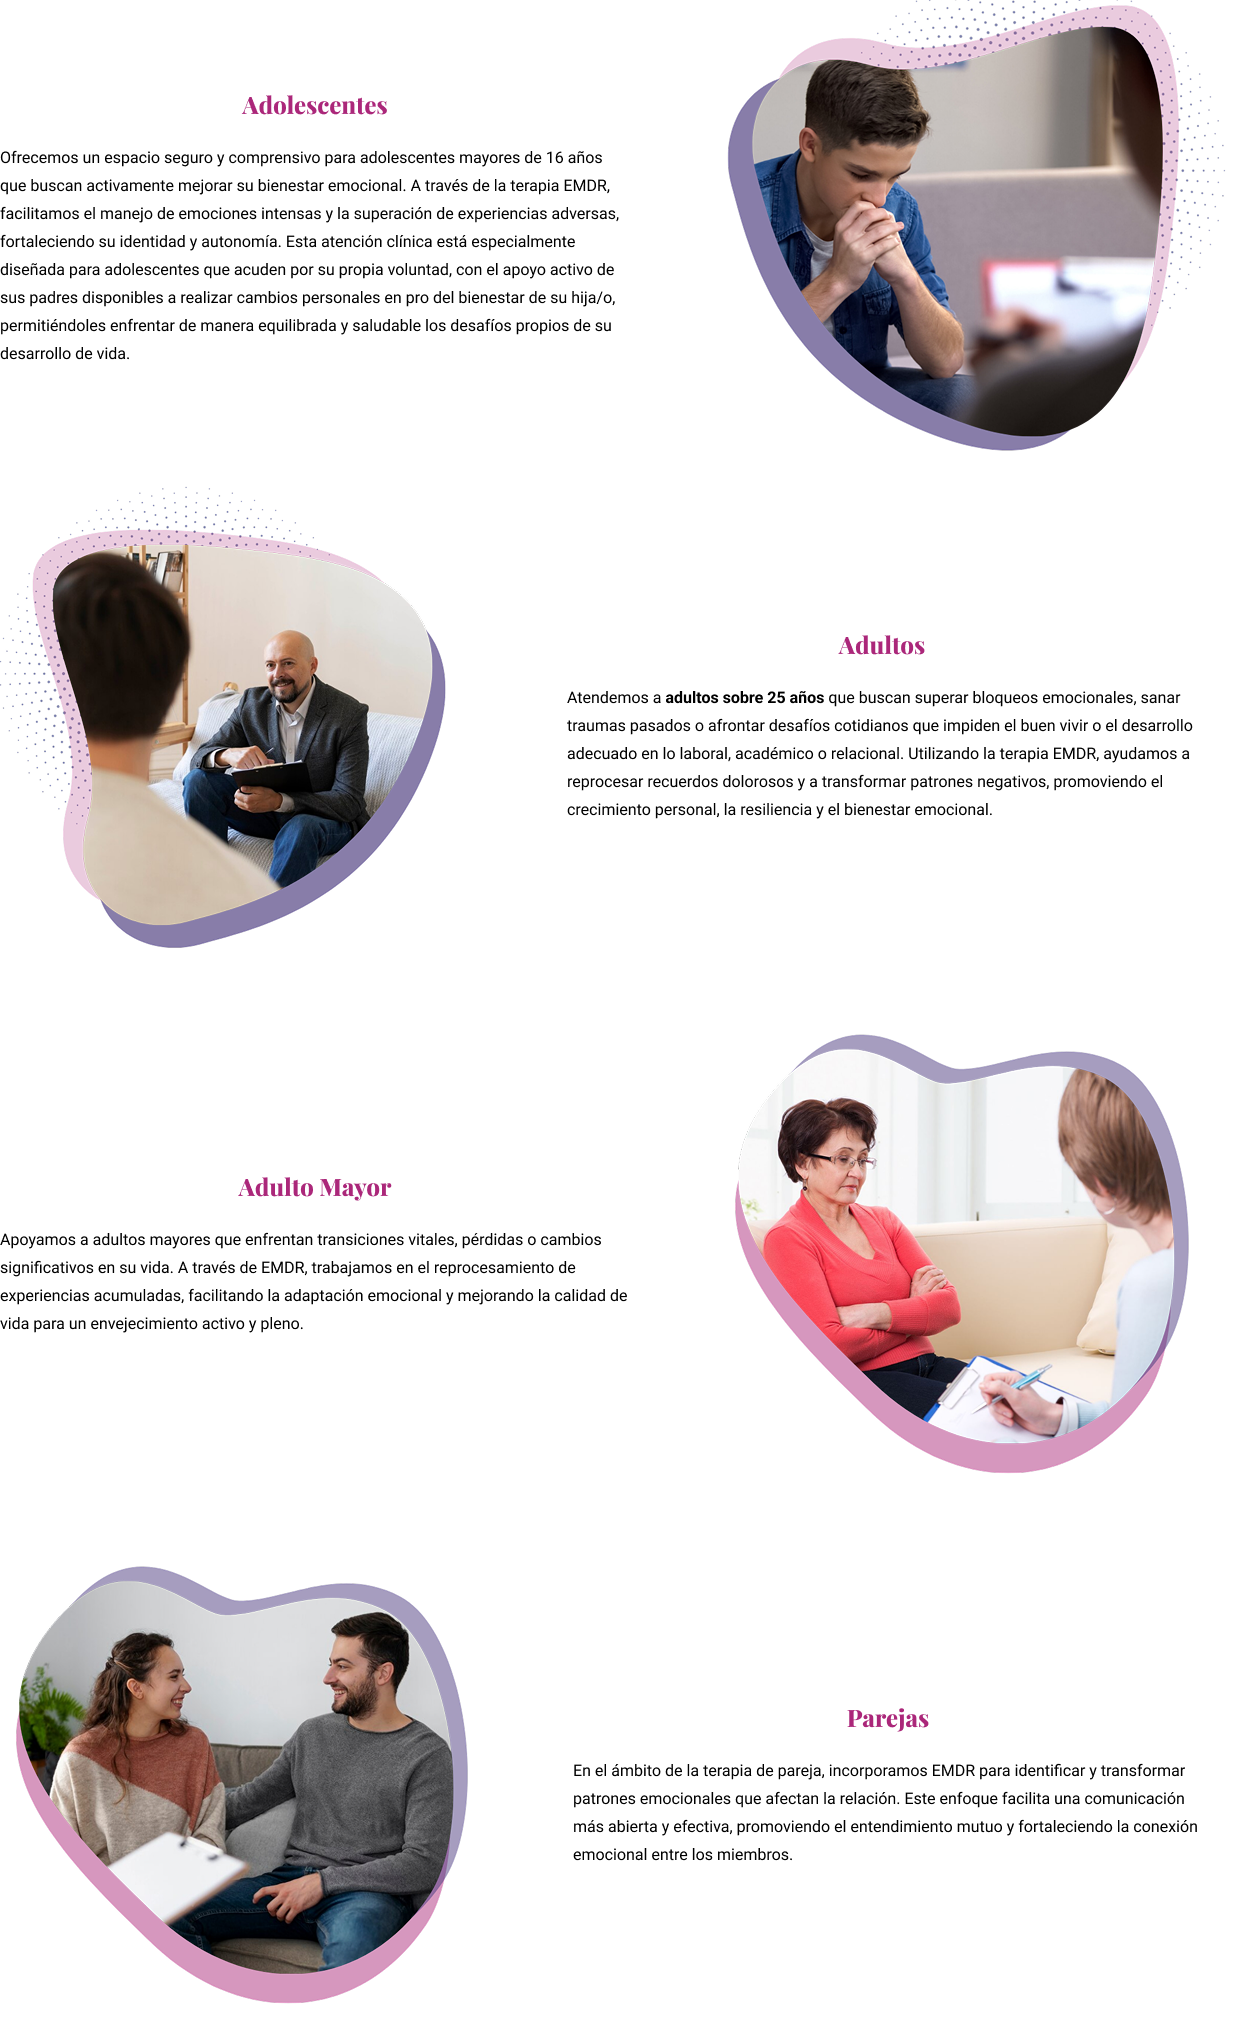 Adolescentes
Ofrecemos un espacio seguro y comprensivo para adolescentes mayores de 16 años
que buscan activamente mejorar su bienestar emocional. A través de la terapia EMDR,
facilitamos el manejo de emociones intensas y la superación de experiencias adversas,
fortaleciendo su identidad y autonomía. Esta atención clínica está especialmente
diseñada para adolescentes que acuden por su propia voluntad, con el apoyo activo de
sus padres disponibles a realizar cambios personales en pro del bienestar de su hija/o,
permitiéndoles enfrentar de manera equilibrada y saludable los desafíos propios de su
desarrollo de vida.
Adultos
Atendemos a adultos sobre 25 años que buscan superar bloqueos emocionales, sanar
traumas pasados o afrontar desafíos cotidianos que impiden el buen vivir o el desarrollo
adecuado en lo laboral, académico o relacional. Utilizando la terapia EMDR, ayudamos a
reprocesar recuerdos dolorosos y a transformar patrones negativos, promoviendo el
crecimiento personal, la resiliencia y el bienestar emocional.
Adulto Mayor
Apoyamos a adultos mayores que enfrentan transiciones vitales, pérdidas o cambios
significativos en su vida. A través de EMDR, trabajamos en el reprocesamiento de
experiencias acumuladas, facilitando la adaptación emocional y mejorando la calidad de
vida para un envejecimiento activo y pleno.
Parejas
En el ámbito de la terapia de pareja, incorporamos EMDR para identificar y transformar
patrones emocionales que afectan la relación. Este enfoque facilita una comunicación
más abierta y efectiva, promoviendo el entendimiento mutuo y fortaleciendo la conexión
emocional entre los miembros.